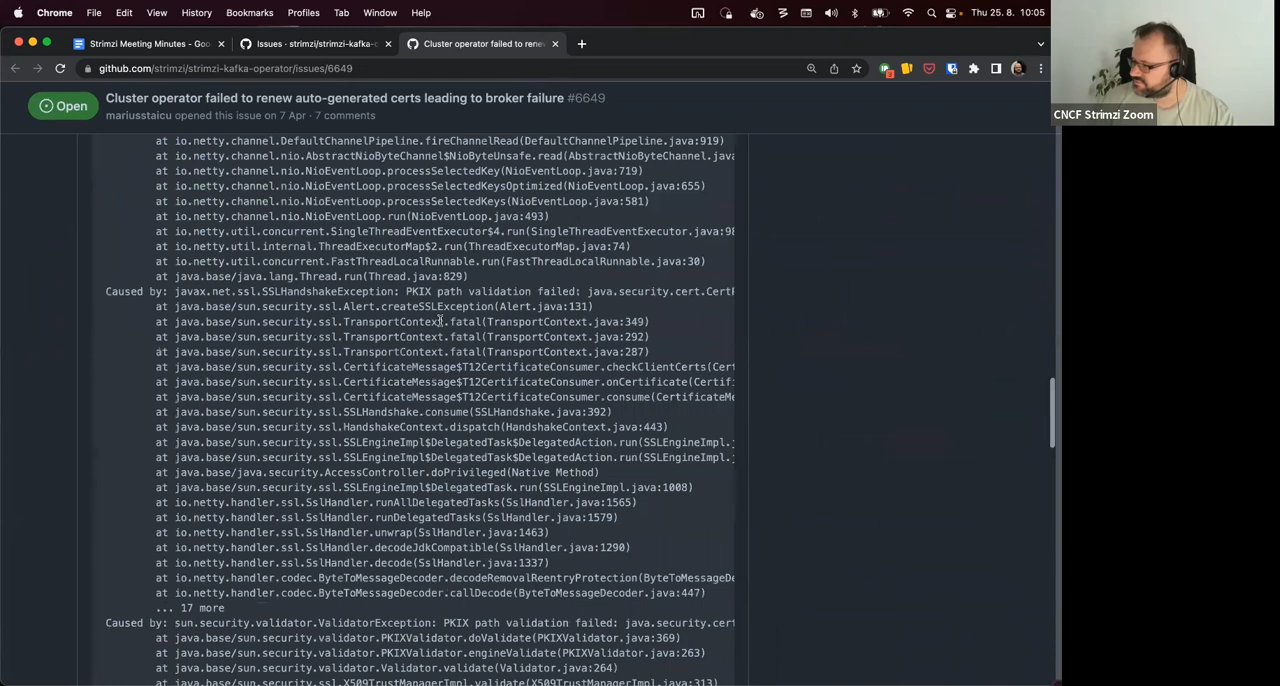 Chrome File Edit View History Bookmarks Profiles Tab Window Help Thu 25. 8. 10:05
Strimzi Meeting Minutes - Goo
Issues · strimzi/strimzi-kafka-o
Cluster operator failed to renew
github.com/strimzi/strimzi-kafka-operator/issues/6649
Open
Cluster operator failed to renew auto-generated certs leading to broker failure #6649
mariusstaicu opened this issue on 7 Apr · 7 comments
CNCF Strimzi Zoom
at io.netty.channel.DefaultChannelPipeline.fireChannelRead(DefaultChannelPipeline.java:919)
at io.netty.channel.nio.AbstractNioByteChannel$NioByteUnsafe.read(AbstractNioByteChannel.java
at io.netty.channel.nio.NioEventLoop.processSelectedKey(NioEventLoop.java:719)
at io.netty.channel.nio.NioEventLoop.processSelectedKeysOptimized(NioEventLoop.java:655)
at io.netty.channel.nio.NioEventLoop.processSelectedKeys(NioEventLoop.java:581)
at io.netty.channel.nio.NioEventLoop.run(NioEventLoop.java:493)
at io.netty.util.concurrent.SingleThreadEventExecutor$4.run(SingleThreadEventExecutor.java:98
at io.netty.util.internal.ThreadExecutorMap$2.run(ThreadExecutorMap.java:74)
at io.netty.util.concurrent.FastThreadLocalRunnable.run(FastThreadLocalRunnable.java:30)
at java.base/java.lang.Thread.run(Thread.java:829)
Caused by: javax.net.ssl.SSLHandshakeException: PKIX path validation failed: java.security.cert.CertP
at java.base/sun.security.ssl.Alert.createSSLException(Alert.java:131)
at java.base/sun.security.ssl.TransportContext.fatal(TransportContext.java:349)
at java.base/sun.security.ssl.TransportContext.fatal(TransportContext.java:292)
at java.base/sun.security.ssl.TransportContext.fatal(TransportContext.java:287)
at java.base/sun.security.ssl.CertificateMessage$T12CertificateConsumer.checkClientCerts(Cert
at java.base/sun.security.ssl.CertificateMessage$T12CertificateConsumer.onCertificate(Certif
at java.base/sun.security.ssl.CertificateMessage$T12CertificateConsumer.consume(CertificateMe
at java.base/sun.security.ssl.SSLHandshake.consume(SSLHandshake.java:392)
at java.base/sun.security.ssl.HandshakeContext.dispatch(HandshakeContext.java:443)
at java.base/sun.security.ssl.SSLEngineImpl$DelegatedTask$DelegatedAction.run(SSLEngineImpl.j
at java.base/sun.security.ssl.SSLEngineImpl$DelegatedTask$DelegatedAction.run(SSLEngineImpl.j
at java.base/java.security.AccessController.doPrivileged(Native Method)
at java.base/sun.security.ssl.SSLEngineImpl$DelegatedTask.run(SSLEngineImpl.java:1008)
at io.netty.handler.ssl.SslHandler.runAllDelegatedTasks(SslHandler.java:1565)
at io.netty.handler.ssl.SslHandler.runDelegatedTasks(SslHandler.java:1579)
at io.netty.handler.ssl.SslHandler.unwrap(SslHandler.java:1463)
at io.netty.handler.ssl.SslHandler.decodeJdkCompatible(SslHandler.java:1290)
at io.netty.handler.ssl.SslHandler.decode(SslHandler.java:1337)
at io.netty.handler.codec.ByteToMessageDecoder.decodeRemovalReentryProtection(ByteToMessageDe
at io.netty.handler.codec.ByteToMessageDecoder.callDecode(ByteToMessageDecoder.java:447)
... 17 more
Caused by: sun.security.validator.ValidatorException: PKIX path validation failed: java.security.cert
at java.base/sun.security.validator.PKIXValidator.doValidate(PKIXValidator.java:369)
at java.base/sun.security.validator.PKIXValidator.engineValidate(PKIXValidator.java:263)
at java.base/sun.security.validator.Validator.validate(Validator.java:264)
at java.base/sun.security.ssl.X509TrustManagerImpl.validate(X509TrustManagerImpl.java:313)